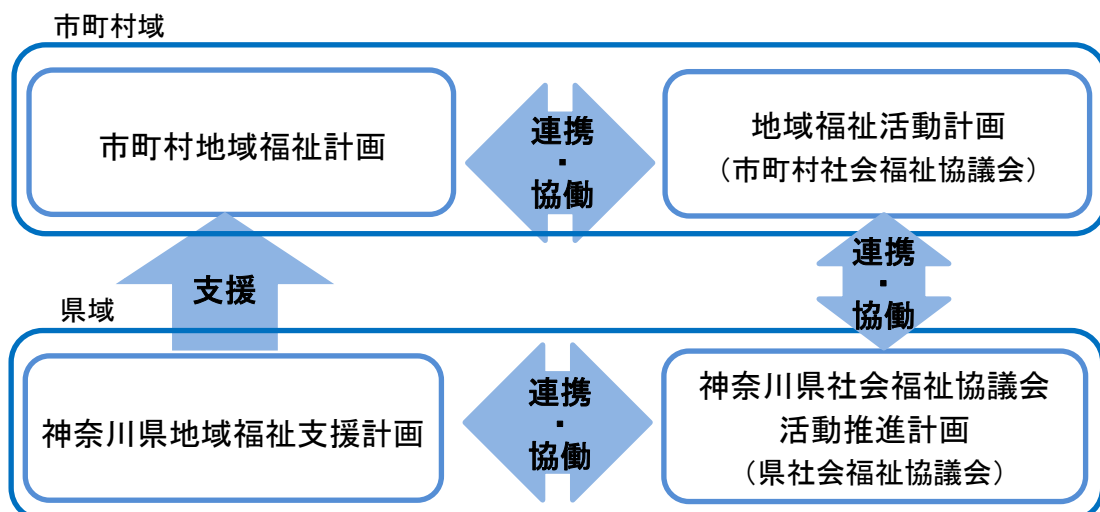 市町村域
市町村地域福祉計画
連携
・
協働
地域福祉活動計画
（市町村社会福祉協議会）
支援
連携
・
協働
県域
神奈川県地域福祉支援計画
連携
・
協働
神奈川県社会福祉協議会
活動推進計画
（県社会福祉協議会）